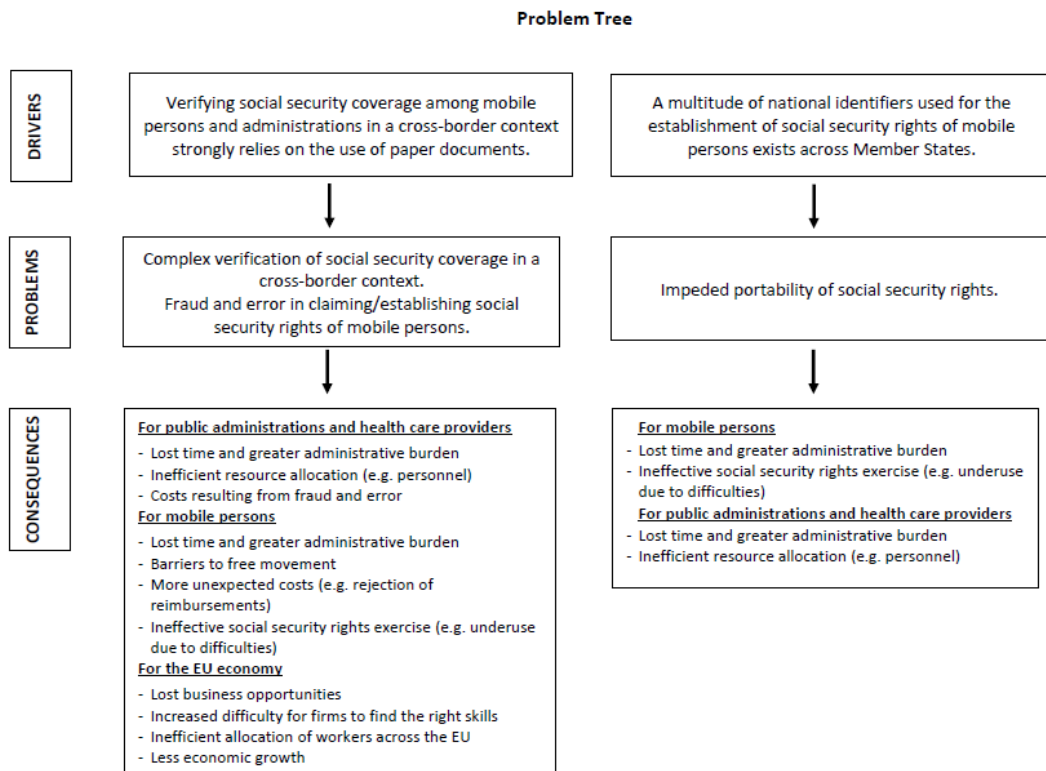 Problem Tree
DRIVERS
Verifying social security coverage among mobile
persons and administrations in a cross-border context
strongly relies on the use of paper documents.
A multitude of national identifiers used for the
establishment of social security rights of mobile
persons exists across Member States.
PROBLEMS
Complex verification of social security coverage in a
cross-border context.
Fraud and error in claiming/establishing social
security rights of mobile persons.
Impeded portability of social security rights.
CONSEQUENCES
For public administrations and health care providers
- Lost time and greater administrative burden
- Inefficient resource allocation (e.g. personnel)
- Costs resulting from fraud and error
For mobile persons
- Lost time and greater administrative burden
- Barriers to free movement
- More unexpected costs (e.g. rejection of
reimbursements)
- Ineffective social security rights exercise (e.g. underuse
due to difficulties)
For the EU economy
- Lost business opportunities
- Increased difficulty for firms to find the right skills
- Inefficient allocation of workers across the EU
- Less economic growth
For mobile persons
- Lost time and greater administrative burden
- Ineffective social security rights exercise (e.g. underuse
due to difficulties)
For public administrations and health care providers
- Lost time and greater administrative burden
- Inefficient resource allocation (e.g. personnel)